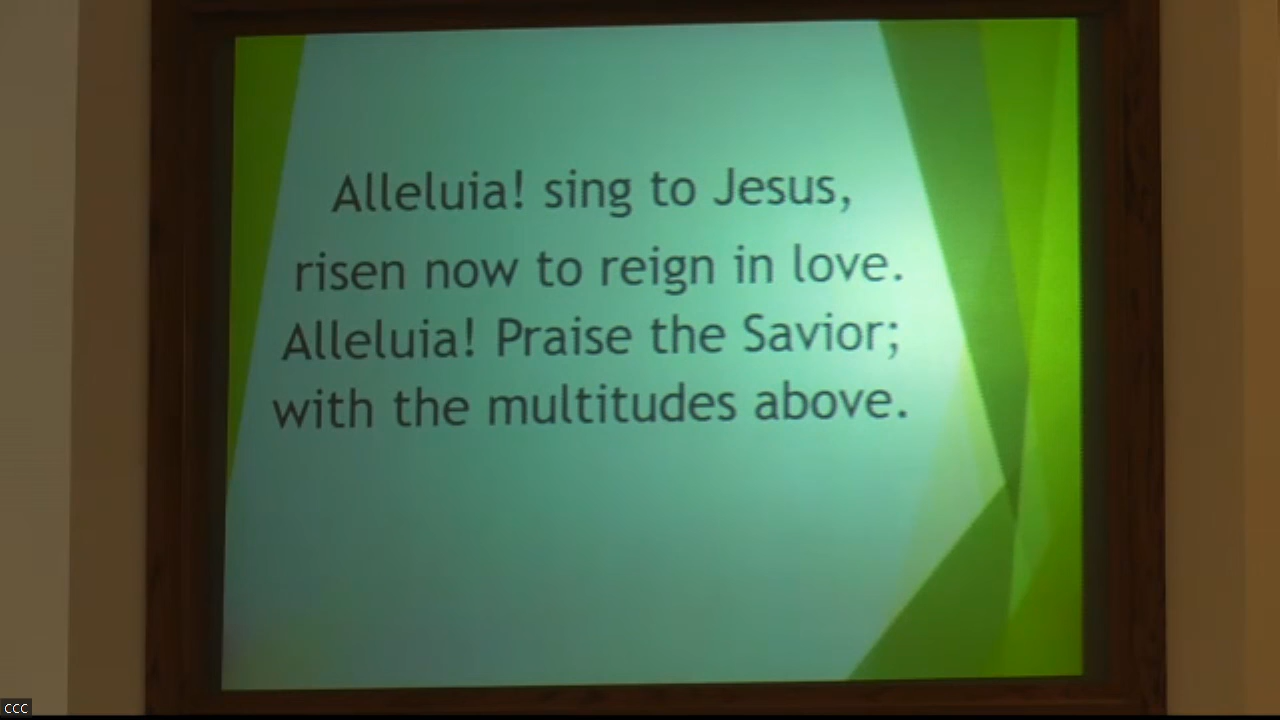 Alleluia! sing to Jesus,
risen now to reign in love.
Alleluia! Praise the Savior;
with the multitudes above.
ccc